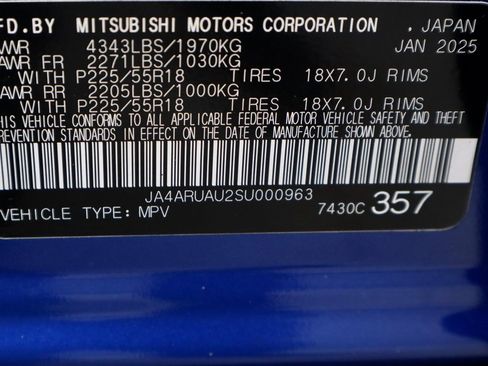 FD.BY MITSUBISHI MOTORS CORPORATION . JAPAN
WR 4343LBS/1970KG JAN 2025
AWR FR 2271LBS/1030KG
WITH P225/55R18 TIRES 18X7.0J RIMS
AWR RR 2205LBS/1000KG
WITH P225/55R18 TIRES 18X7.0J RIMS
THIS VEHICLE CONFORMS TO ALL APPLICABLE FEDERAL MOTOR VEHICLE SAFETY AND THEFT
PREVENTION STANDARDS IN EFFECT ON THE DATE OF MANUFACTURE SHOWN ABOVE.
JA4ARUAU2SU000963
VEHICLE TYPE: MPV 7430C 357